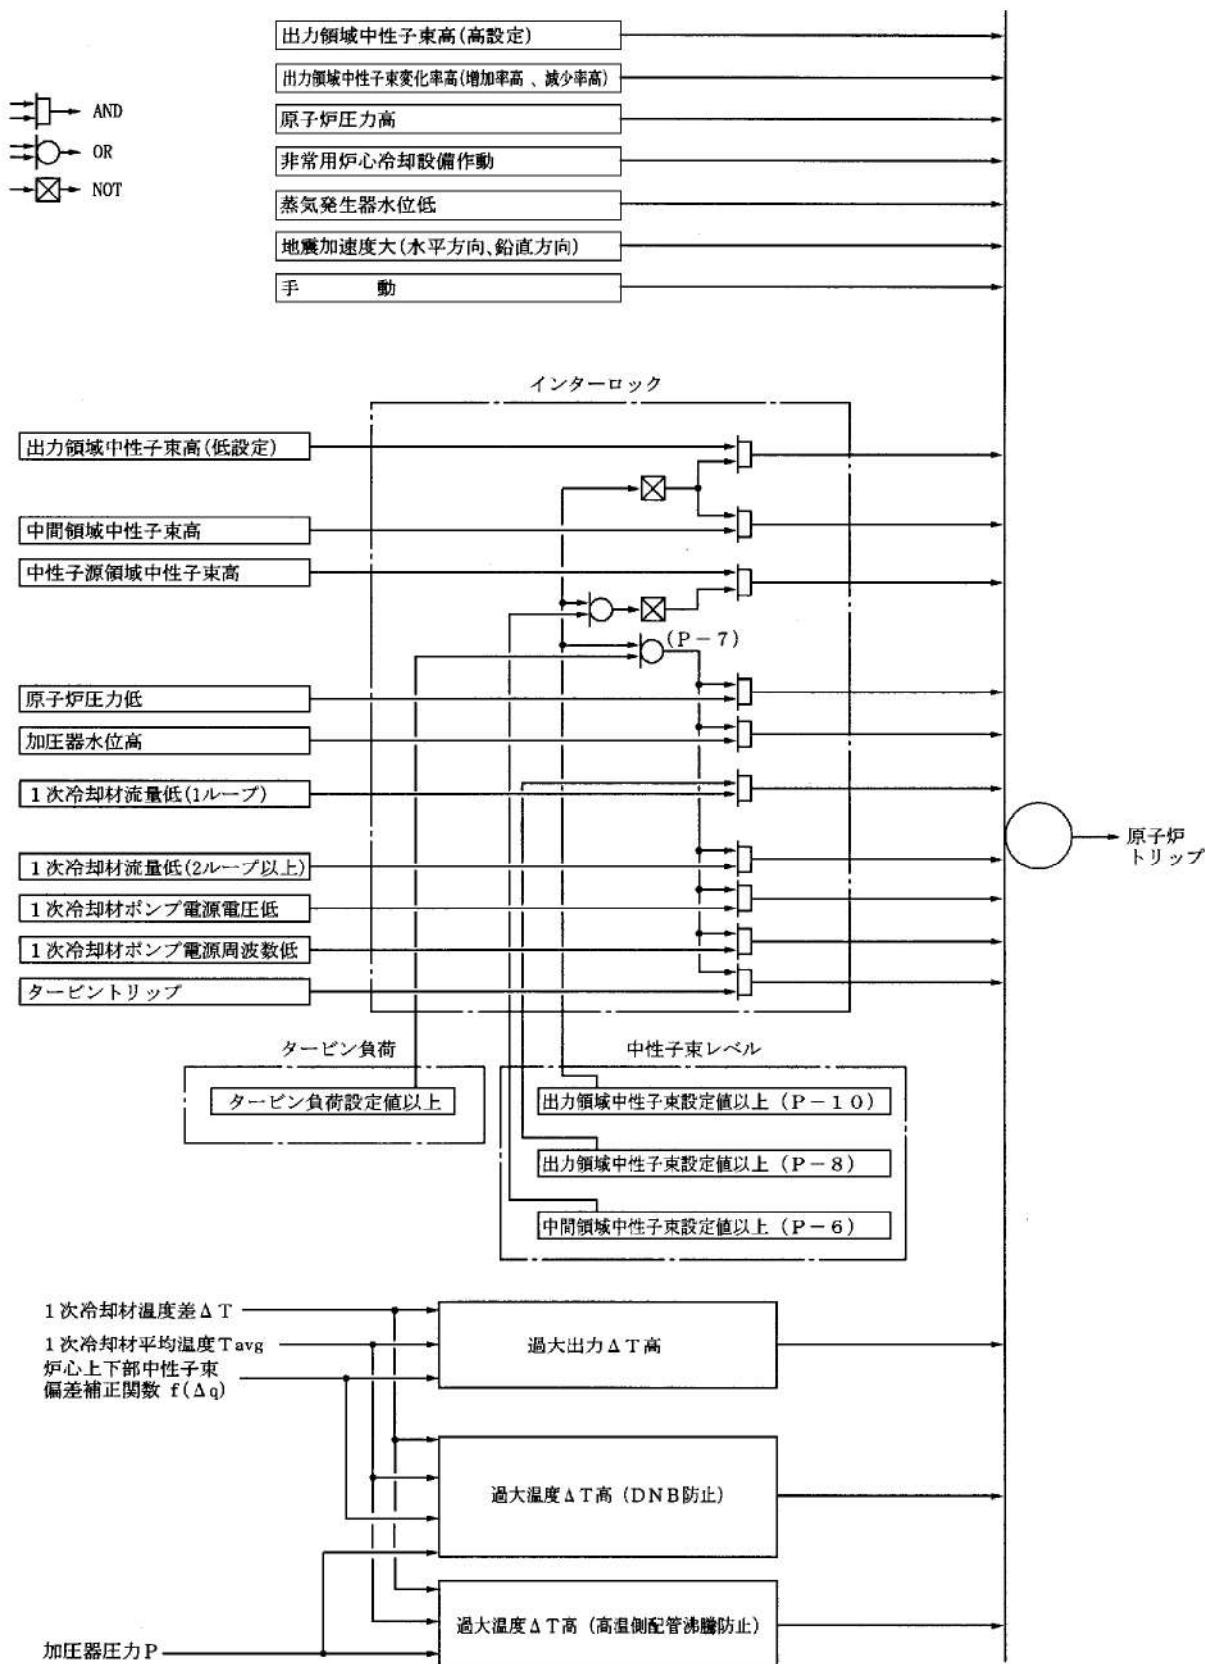 出力領域中性子束高(高設定)
出力領域中性子束変化率高(増加率高、減少率高)
原子炉圧力高
非常用炉心冷却設備作動
蒸気発生器水位低
地震加速度大(水平方向、鉛直方向)
手 動
AND
OR
NOT
インターロック
出力領域中性子束高(低設定)
中間領域中性子束高
中性子源領域中性子束高
(P-7)
原子炉圧力低
加圧器水位高
1次冷却材流量低(1ループ)
1次冷却材流量低(2ループ以上)
1次冷却材ポンプ電源電圧低
1次冷却材ポンプ電源周波数低
タービントリップ
原子炉
トリップ
タービン負荷
タービン負荷設定値以上
中性子束レベル
出力領域中性子束設定値以上(P-10)
出力領域中性子束設定値以上(P-8)
中間領域中性子束設定値以上(P-6)
1次冷却材温度差ΔT
1次冷却材平均温度Tavg
炉心上下部中性子束
偏差補正関数 f(Δq)
加圧器圧力P
過大出力ΔT高
過大温度ΔT高(DNB防止)
過大温度ΔT高(高温側配管沸騰防止)